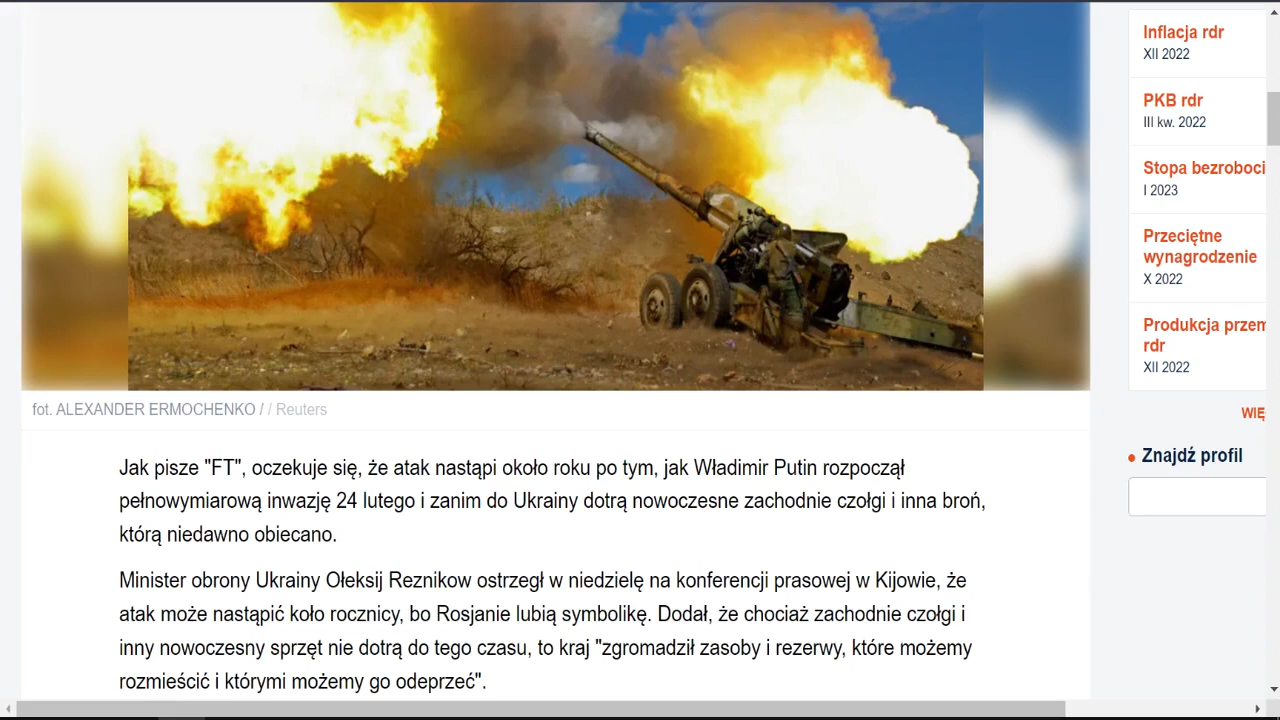 Inflacja rdr
XII 2022
PKB rdr
III kw. 2022
Stopa bezroboci
I 2023
Przeciętne
wynagrodzenie
X 2022
Produkcja przem
rdr
XII 2022
WIĘ
Znajdź profil
fot. ALEXANDER ERMOCHENKO / / Reuters
Jak pisze "FT", oczekuje się, że atak nastąpi około roku po tym, jak Władimir Putin rozpoczął
pełnowymiarową inwazję 24 lutego i zanim do Ukrainy dotrą nowoczesne zachodnie czołgi i inna broń,
którą niedawno obiecano.
Minister obrony Ukrainy Ołeksij Reznikow ostrzegł w niedzielę na konferencji prasowej w Kijowie, że
atak może nastąpić koło rocznicy, bo Rosjanie lubią symbolikę. Dodał, że chociaż zachodnie czołgi i
inny nowoczesny sprzęt nie dotrą do tego czasu, to kraj "zgromadził zasoby i rezerwy, które możemy
rozmieścić i którymi możemy go odeprzeć".